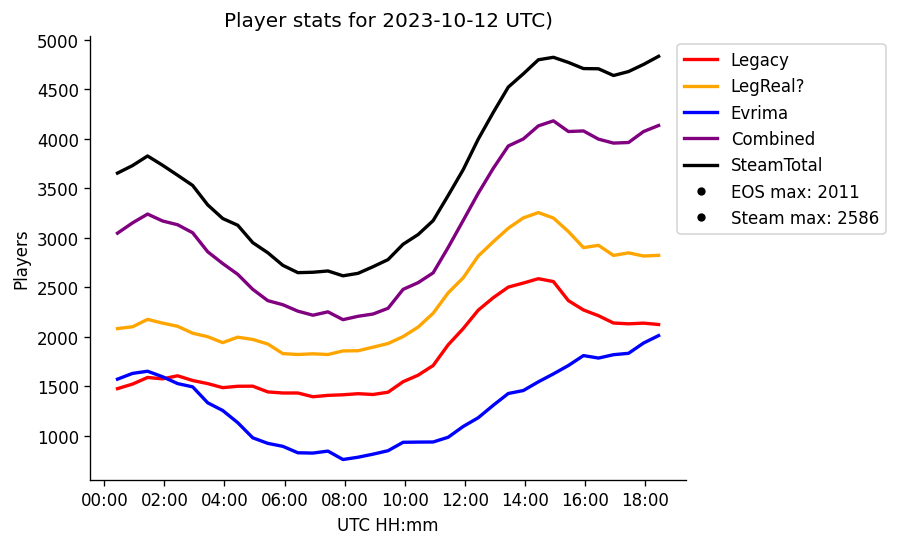 Player stats for 2023-10-12 UTC)
5000
4500
4000
3500
3000
2500
2000
1500
1000
Players
00:00 02:00 04:00 06:00 08:00 10:00 12:00 14:00 16:00 18:00
UTC HH:mm
Legacy
LegReal?
Evrima
Combined
SteamTotal
EOS max: 2011
Steam max: 2586